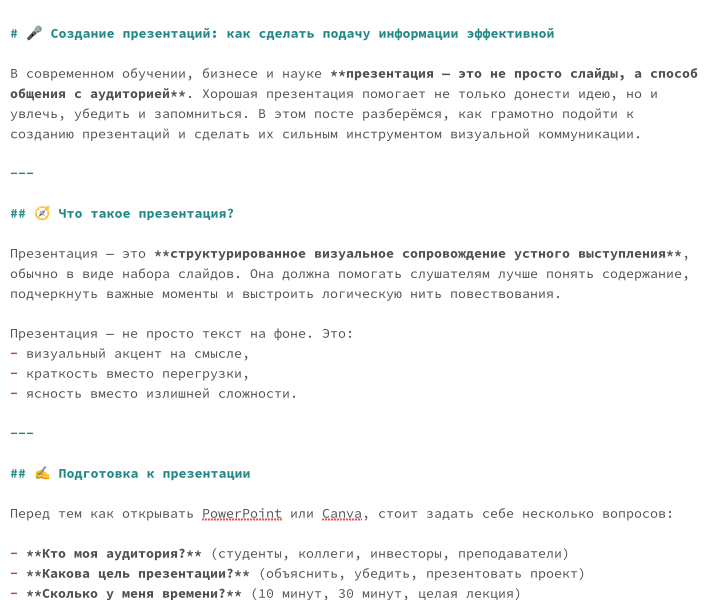 # 🎤 Создание презентаций: как сделать подачу информации эффективной
В современном обучении, бизнесе и науке **презентация — это не просто слайды, а способ
общения с аудиторией**. Хорошая презентация помогает не только донести идею, но и
увлечь, убедить и запомниться. В этом посте разберёмся, как грамотно подойти к
созданию презентаций и сделать их сильным инструментом визуальной коммуникации.
---
## 🧭 Что такое презентация?
Презентация — это **структурированное визуальное сопровождение устного выступления**,
обычно в виде набора слайдов. Она должна помогать слушателям лучше понять содержание,
подчеркнуть важные моменты и выстроить логическую нить повествования.
Презентация — не просто текст на фоне. Это:
- визуальный акцент на смысле,
- краткость вместо перегрузки,
- ясность вместо излишней сложности.
---
## ✍️ Подготовка к презентации
Перед тем как открывать PowerPoint или Canva, стоит задать себе несколько вопросов:
- **Кто моя аудитория?** (студенты, коллеги, инвесторы, преподаватели)
- **Какова цель презентации?** (объяснить, убедить, презентовать проект)
- **Сколько у меня времени?** (10 минут, 30 минут, целая лекция)